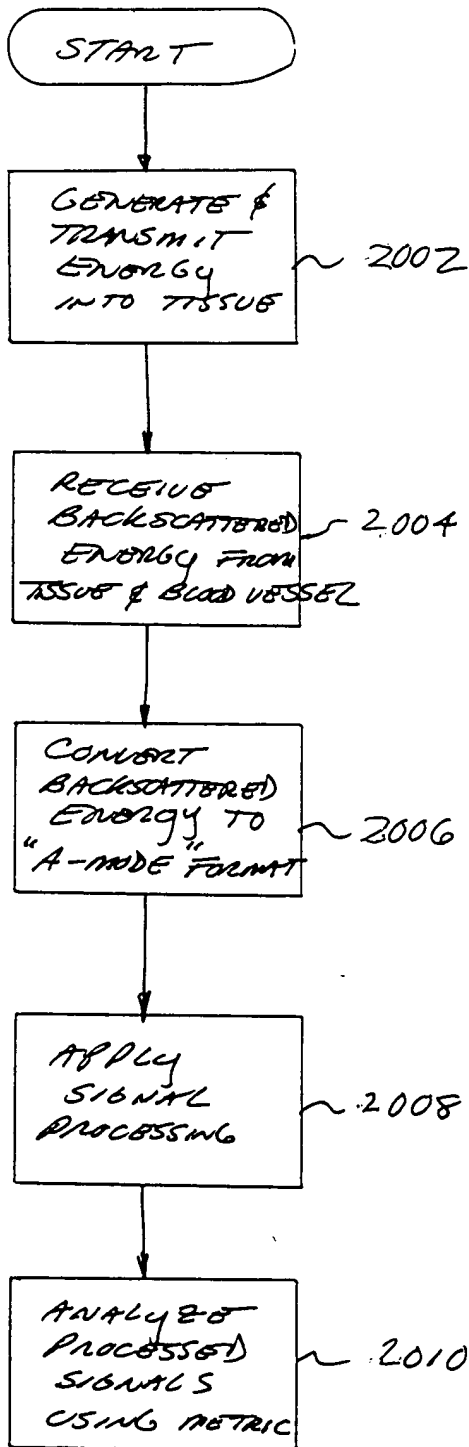 START
GENERATE &
TRANSMIT
ENERGY
INTO TISSUE
2002
RECEIVE
BACKSCATTERED
ENERGY FROM
TISSUE & BLOOD VESSEL
2004
CONVERT
BACKSCATTERED
ENERGY TO
"A-MODE" FORMAT
2006
APPLY
SIGNAL
PROCESSING
2008
ANALYZE
PROCESSED
SIGNALS
USING METRIC
2010